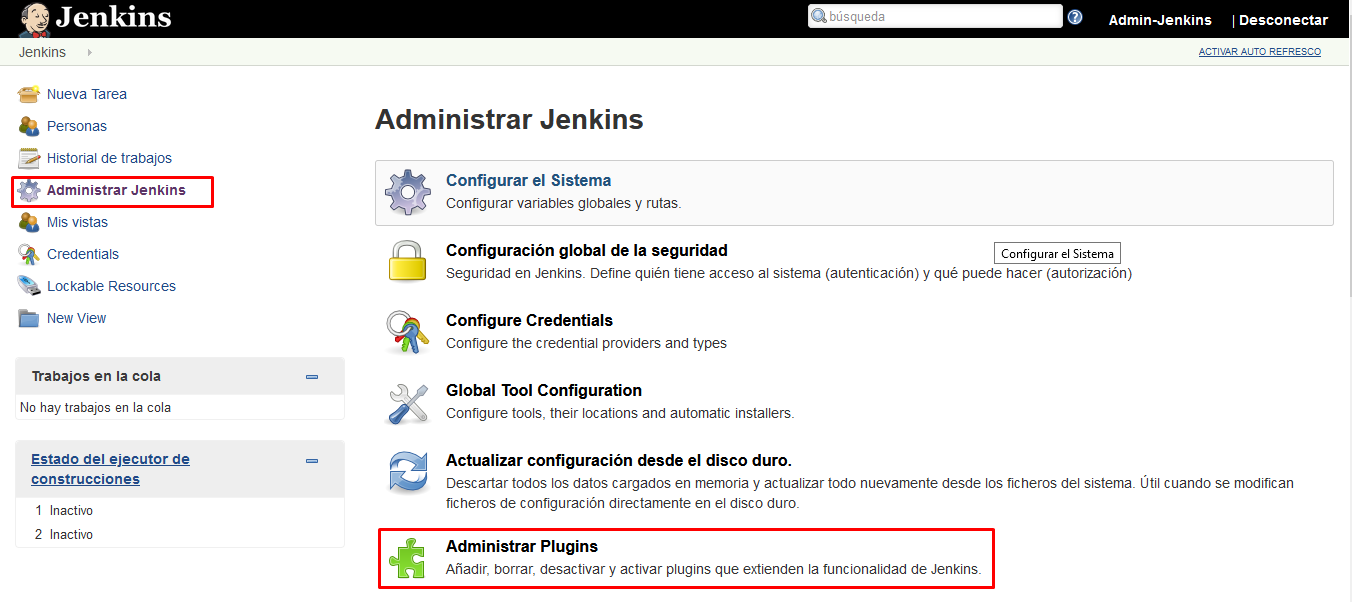 Jenkins
búsqueda
Admin-Jenkins
| Desconectar
Jenkins
ACTIVAR AUTO REFRESCO
Nueva Tarea
Personas
Historial de trabajos
Administrar Jenkins
Mis vistas
Credentials
Lockable Resources
New View
Trabajos en la cola
No hay trabajos en la cola
Estado del ejecutor de
construcciones
1 Inactivo
2 Inactivo
Administrar Jenkins
Configurar el Sistema
Configurar variables globales y rutas.
Configuración global de la seguridad
Configurar el Sistema
Seguridad en Jenkins. Define quién tiene acceso al sistema (autenticación) y qué puede hacer (autorización)
Configure Credentials
Configure the credential providers and types
Global Tool Configuration
Configure tools, their locations and automatic installers.
Actualizar configuración desde el disco duro.
Descartar todos los datos cargados en memoria y actualizar todo nuevamente desde los ficheros del sistema. Útil cuando se modifican
ficheros de configuración directamente en el disco duro.
Administrar Plugins
Añadir, borrar, desactivar y activar plugins que extienden la funcionalidad de Jenkins.